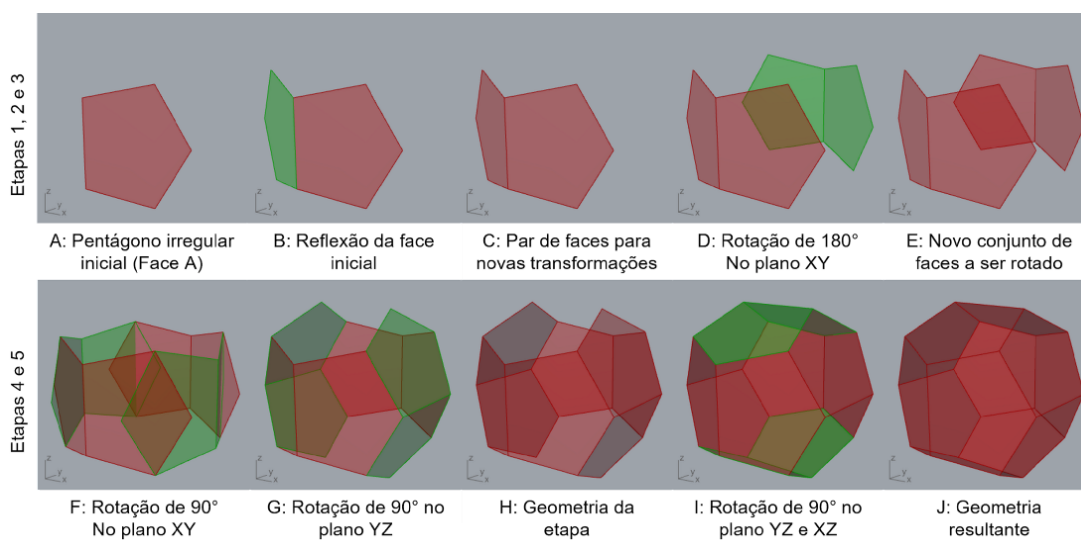 Etapas 1, 2 e 3
z
y
x
z
y
x
z
y
x
z
y
x
z
y
x
A: Pentágono irregular
inicial (Face A)
B: Reflexão da face
inicial
C: Par de faces para
novas transformações
D: Rotação de 180°
No plano XY
E: Novo conjunto de
faces a ser rotado
Etapas 4 e 5
z
y
x
z
y
x
z
y
x
z
y
x
z
y
x
F: Rotação de 90°
No plano XY
G: Rotação de 90° no
plano YZ
H: Geometria da
etapa
I: Rotação de 90° no
plano YZ e XZ
J: Geometria
resultante